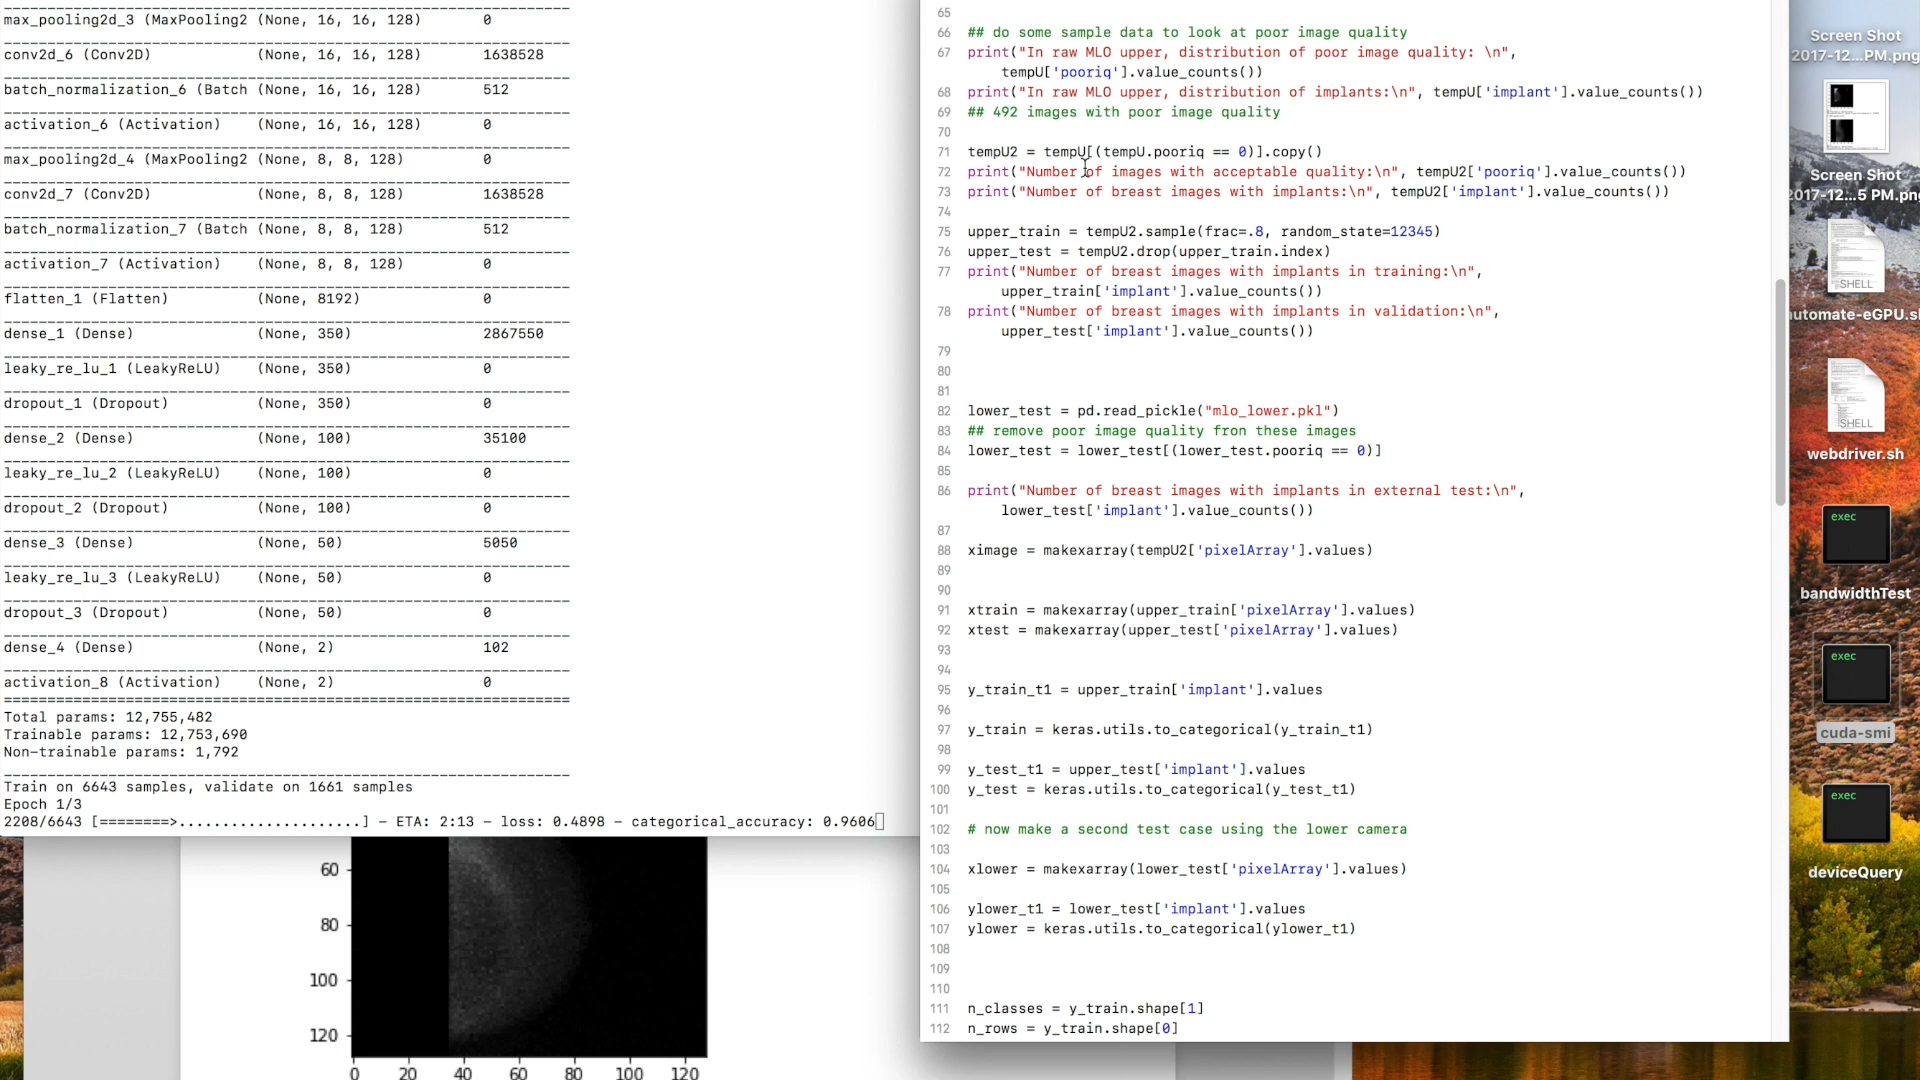 max_pooling2d_3 (MaxPooling2 (None, 16, 16, 128) 0
conv2d_6 (Conv2D) (None, 16, 16, 128) 1638528
batch_normalization_6 (Batch (None, 16, 16, 128) 512
activation_6 (Activation) (None, 16, 16, 128) 0
max_pooling2d_4 (MaxPooling2 (None, 8, 8, 128) 0
conv2d_7 (Conv2D) (None, 8, 8, 128) 1638528
batch_normalization_7 (Batch (None, 8, 8, 128) 512
activation_7 (Activation) (None, 8, 8, 128) 0
flatten_1 (Flatten) (None, 8192) 0
dense_1 (Dense) (None, 350) 2867550
leaky_re_lu_1 (LeakyReLU) (None, 350) 0
dropout_1 (Dropout) (None, 350) 0
dense_2 (Dense) (None, 100) 35100
leaky_re_lu_2 (LeakyReLU) (None, 100) 0
dropout_2 (Dropout) (None, 100) 0
dense_3 (Dense) (None, 50) 5050
leaky_re_lu_3 (LeakyReLU) (None, 50) 0
dropout_3 (Dropout) (None, 50) 0
dense_4 (Dense) (None, 2) 102
activation_8 (Activation) (None, 2) 0
Total params: 12,755,482
Trainable params: 12,753,690
Non-trainable params: 1,792
Train on 6643 samples, validate on 1661 samples
Epoch 1/3
2208/6643 [========>.....................] - ETA: 2:13 - loss: 0.4898 - categorical_accuracy: 0.9606
60
80
100
120
0 20 40 60 80 100 120
65
66 ## do some sample data to look at poor image quality
67 print("In raw MLO upper, distribution of poor image quality: \n",
tempU['pooriq'].value_counts())
68 print("In raw MLO upper, distribution of implants:\n", tempU['implant'].value_counts())
69 ## 492 images with poor image quality
70
71 tempU2 = tempU[(tempU.pooriq == 0)].copy()
72 print("Number of images with acceptable quality:\n", tempU2['pooriq'].value_counts())
73 print("Number of breast images with implants:\n", tempU2['implant'].value_counts())
74
75 upper_train = tempU2.sample(frac=.8, random_state=12345)
76 upper_test = tempU2.drop(upper_train.index)
77 print("Number of breast images with implants in training:\n",
upper_train['implant'].value_counts())
78 print("Number of breast images with implants in validation:\n",
upper_test['implant'].value_counts())
79
80
81
82 lower_test = pd.read_pickle("mlo_lower.pkl")
83 ## remove poor image quality fron these images
84 lower_test = lower_test[(lower_test.pooriq == 0)]
85
86 print("Number of breast images with implants in external test:\n",
lower_test['implant'].value_counts())
87
88 ximage = makexarray(tempU2['pixelArray'].values)
89
90
91 xtrain = makexarray(upper_train['pixelArray'].values)
92 xtest = makexarray(upper_test['pixelArray'].values)
93
94
95 y_train_t1 = upper_train['implant'].values
96
97 y_train = keras.utils.to_categorical(y_train_t1)
98
99 y_test_t1 = upper_test['implant'].values
100 y_test = keras.utils.to_categorical(y_test_t1)
101
102 # now make a second test case using the lower camera
103
104 xlower = makexarray(lower_test['pixelArray'].values)
105
106 ylower_t1 = lower_test['implant'].values
107 ylower = keras.utils.to_categorical(ylower_t1)
108
109
110
111 n_classes = y_train.shape[1]
112 n_rows = y_train.shape[0]
Screen Shot
2017-12...PM.png
Screen Shot
2017-12...5 PM.png
SHELL
automate-eGPU.sh
SHELL
webdriver.sh
exec
bandwidthTest
exec
cuda-smi
exec
deviceQuery